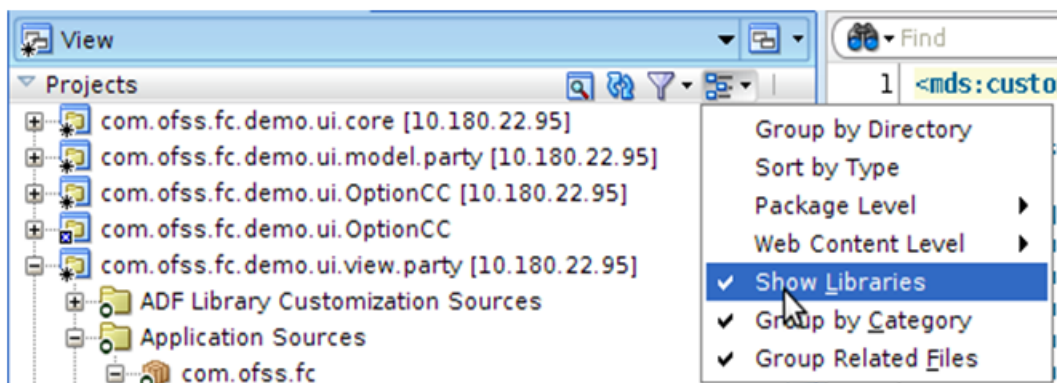 View
Find
Projects
1 <mds:custo
com.ofss.fc.demo.ui.core [10.180.22.95]
com.ofss.fc.demo.ui.model.party [10.180.22.95]
com.ofss.fc.demo.ui.OptionCC [10.180.22.95]
com.ofss.fc.demo.ui.OptionCC
com.ofss.fc.demo.ui.view.party [10.180.22.95]
ADF Library Customization Sources
Application Sources
com.ofss.fc
Group by Directory
Sort by Type
Package Level
Web Content Level
Show Libraries
Group by Category
Group Related Files